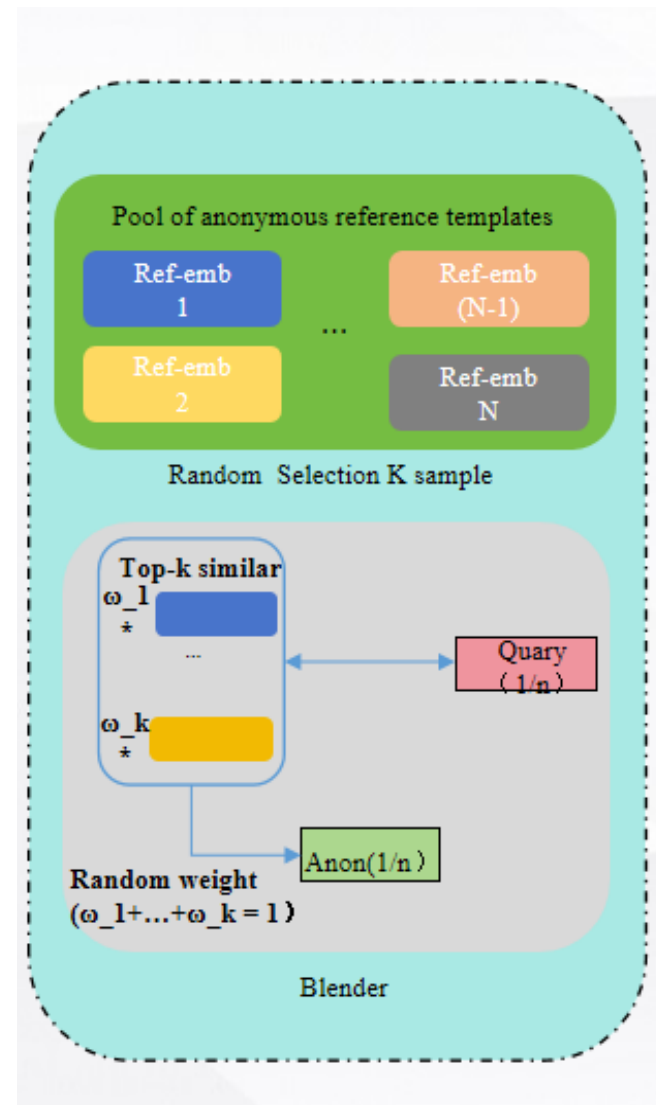 Pool of anonymous reference templates
Ref-emb
1
Ref-emb
(N-1)
...
Ref-emb
2
Ref-emb
N
Random Selection K sample
Top-k similar
ω_1
*
...
ω_k
*
Quary
（1/n）
Anon(1/n）
Random weight
(ω_1+...+ω_k = 1）
Blender